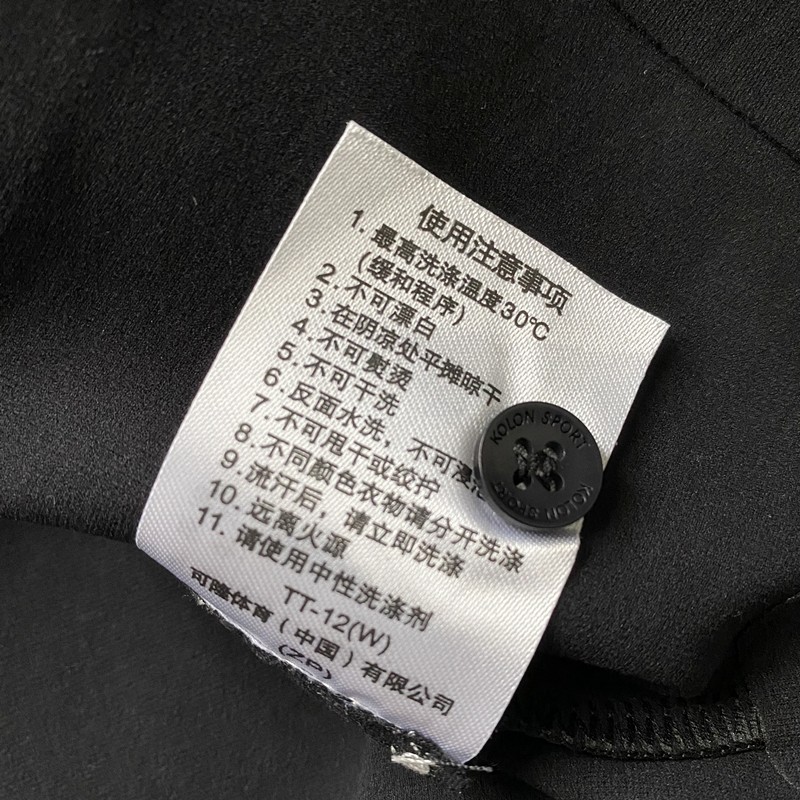 使用注意事项
1. 最高洗涤温度30℃
(缓和程序)
2. 不可漂白
3. 在阴凉处平摊晾干
4. 不可熨烫
5. 不可干洗
6. 反面水洗，不可浸泡
7. 不可甩干或绞拧
8. 不同颜色衣物请分开洗涤
9. 流汗后，请立即洗涤
10. 远离火源
11. 请使用中性洗涤剂
TT-12(W)
可隆体育（中国）有限公司
(ZD)
KOLON SPORT
KOLON SPORT